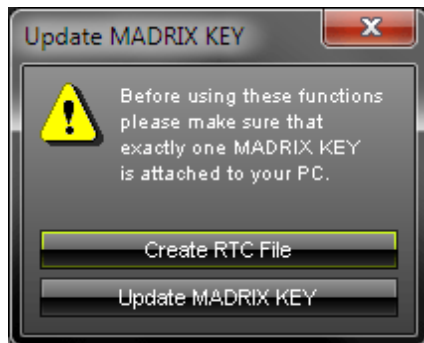 Update MADRIX KEY
Before using these functions
please make sure that
exactly one MADRIX KEY
is attached to your PC.
Create RTC File
Update MADRIX KEY